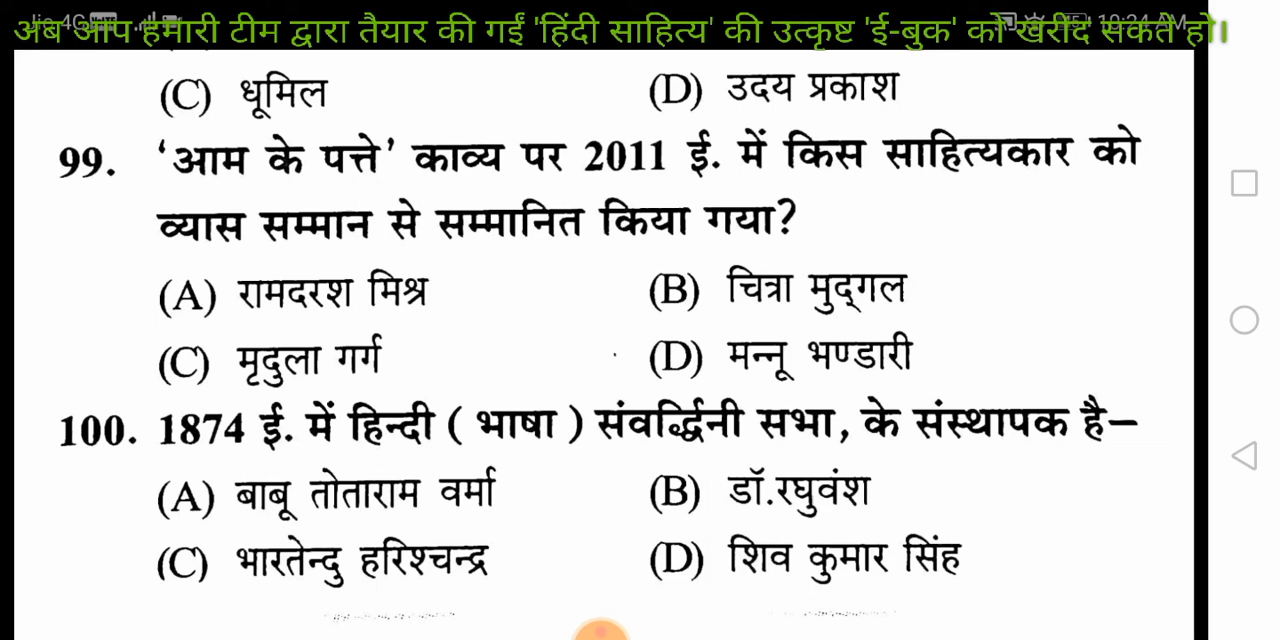 अब आप हमारी टीम द्वारा तैयार की गई 'हिंदी साहित्य' की उत्कृष्ट 'ई-बुक' को खरीद सकते हो।
(C) धूमिल (D) उदय प्रकाश
99. 'आम के पत्ते' काव्य पर 2011 ई. में किस साहित्यकार को
व्यास सम्मान से सम्मानित किया गया?
(A) रामदरश मिश्र (B) चित्रा मुद्‌गल
(C) मृदुला गर्ग (D) मन्नू भण्डारी
100. 1874 ई. में हिन्दी ( भाषा ) संवर्द्धिनी सभा, के संस्थापक है–
(A) बाबू तोताराम वर्मा (B) डॉ.रघुवंश
(C) भारतेन्दु हरिश्चन्द्र (D) शिव कुमार सिंह